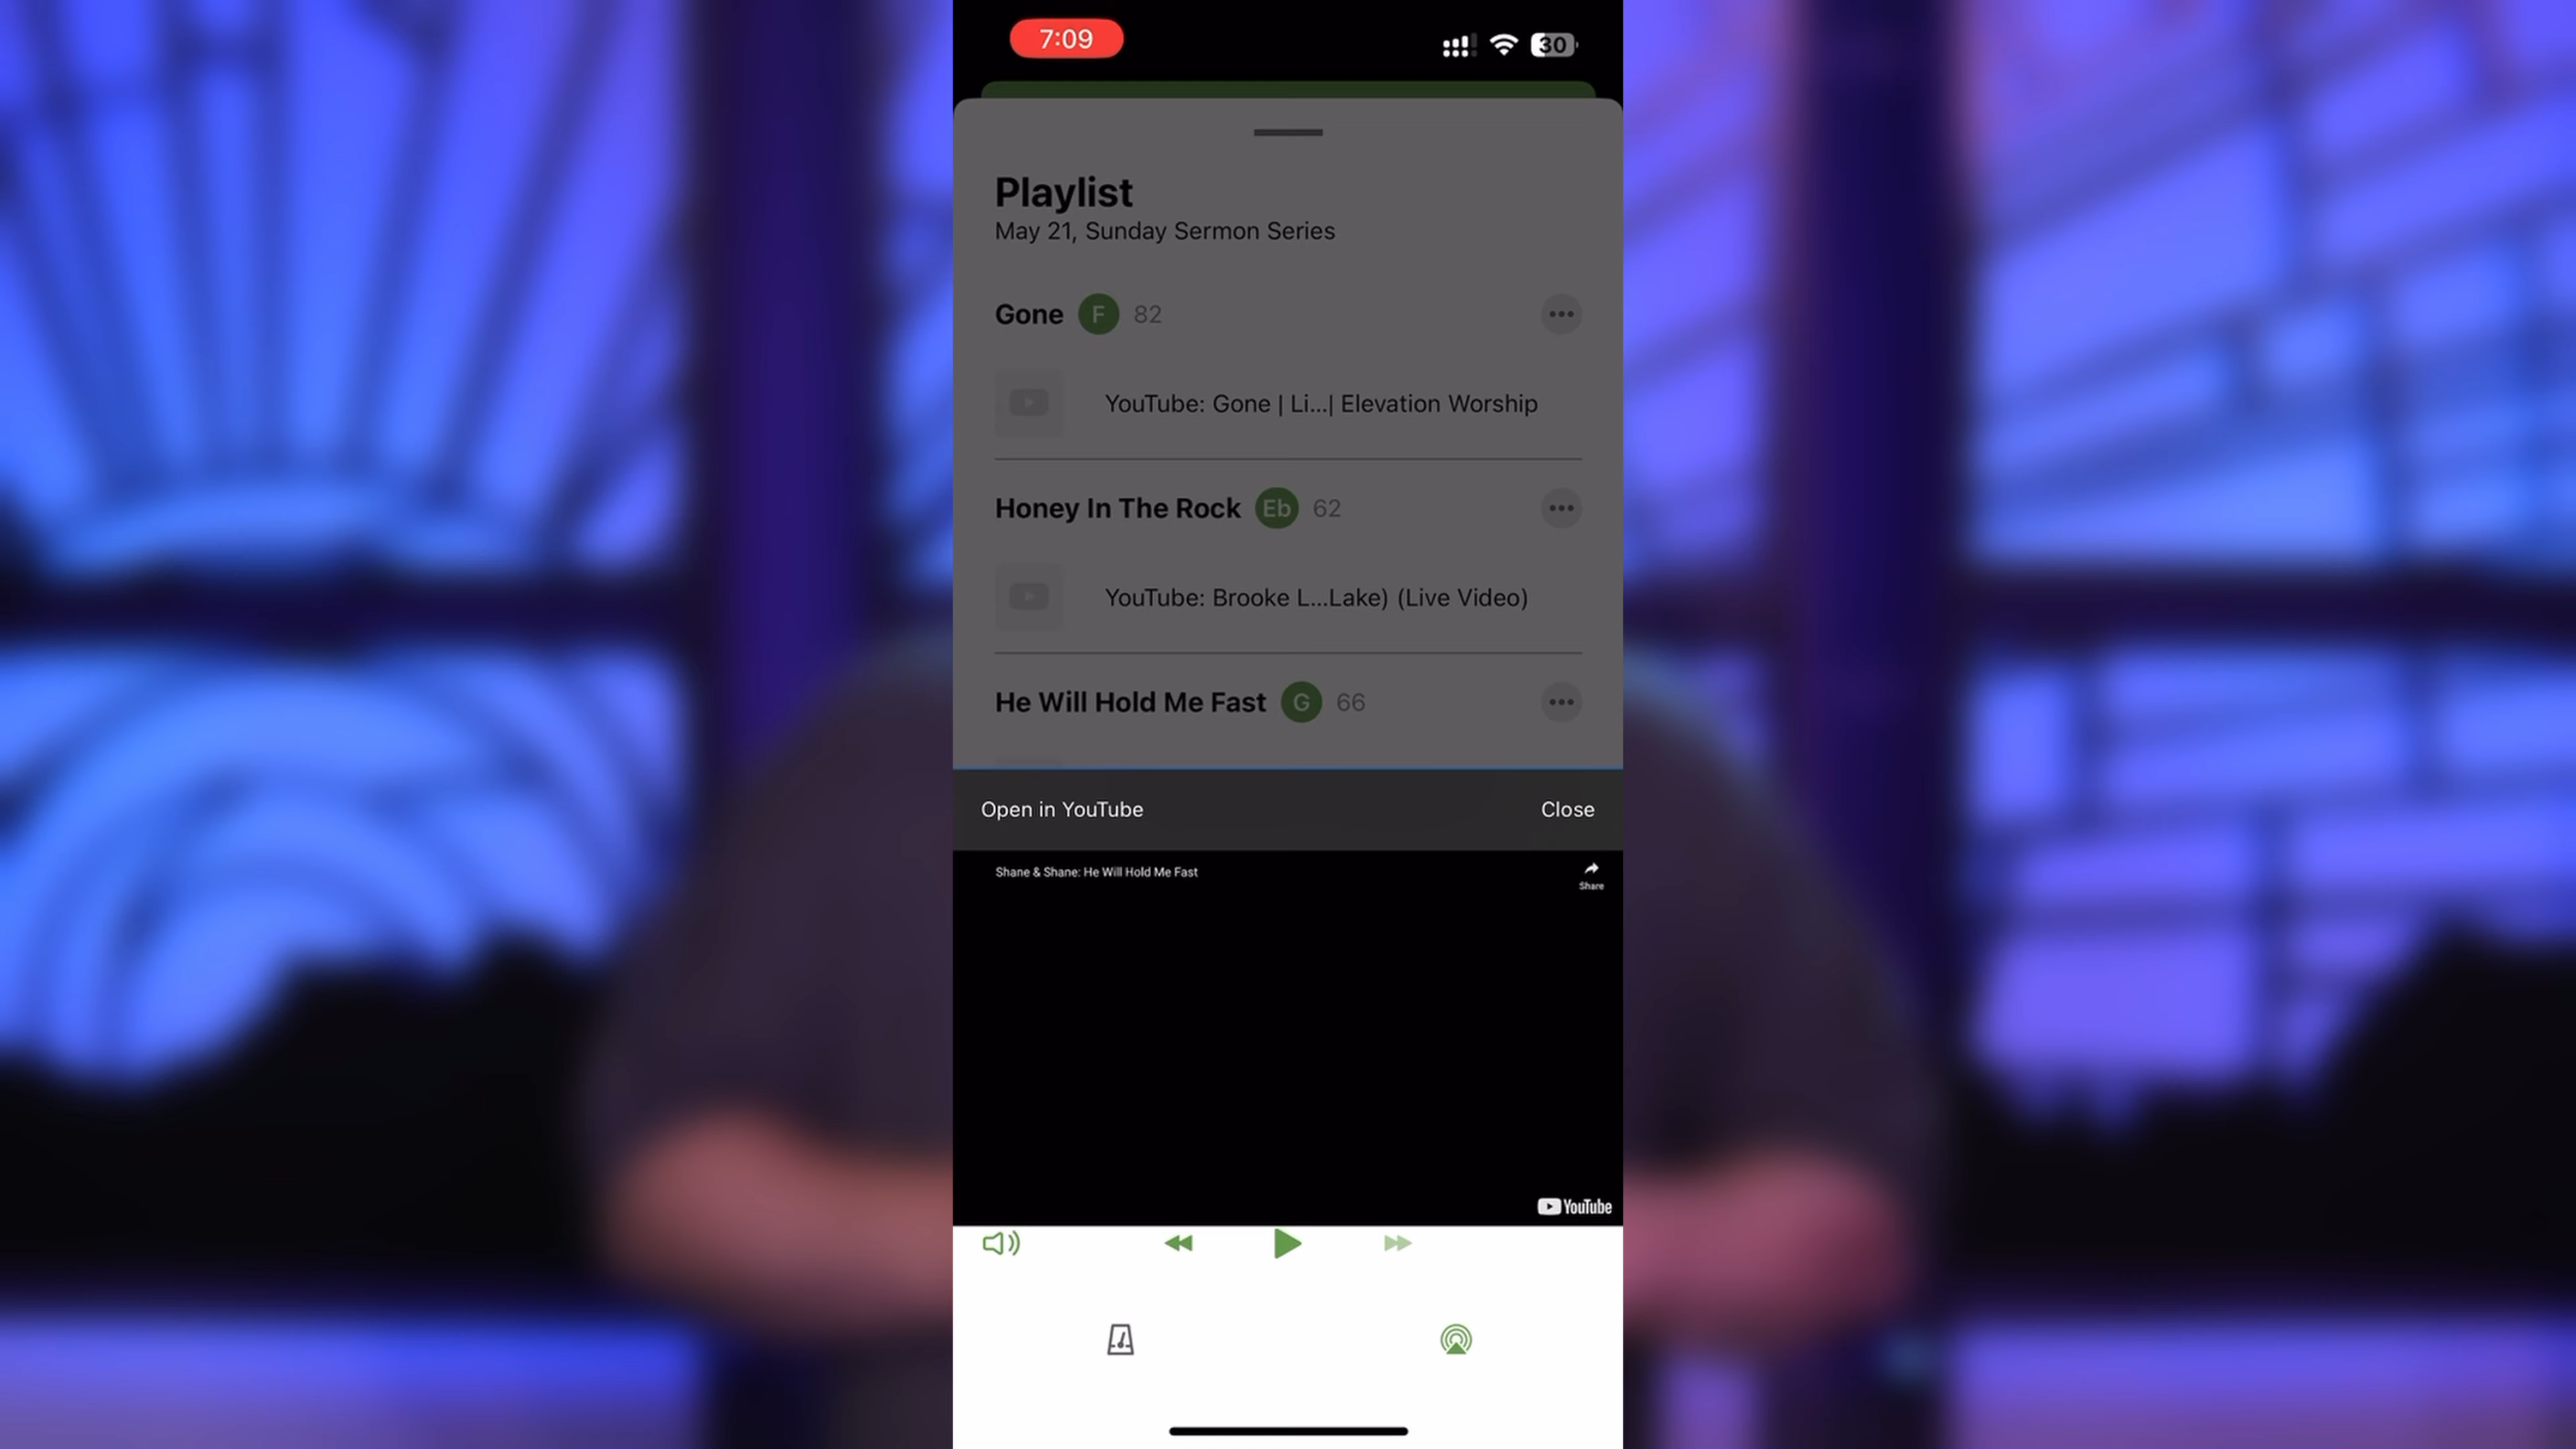 7:09
30
Playlist
May 21, Sunday Sermon Series
Gone F 82
YouTube: Gone | Li...| Elevation Worship
Honey In The Rock Eb 62
YouTube: Brooke L...Lake) (Live Video)
He Will Hold Me Fast G 66
Open in YouTube Close
Shane & Shane: He Will Hold Me Fast
Share
YouTube